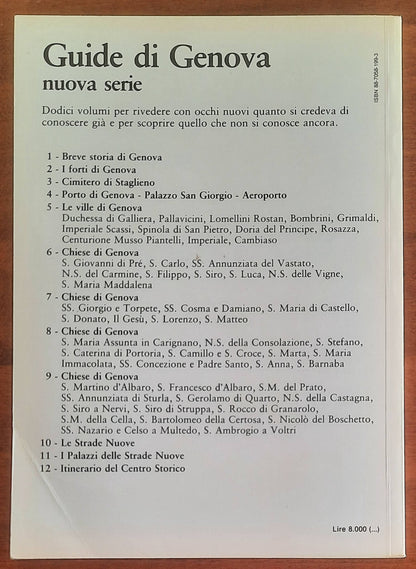 Guide di Genova
nuova serie
Dodici volumi per rivedere con occhi nuovi quanto si credeva di
conoscere già e per scoprire quello che non si conosce ancora.
1 - Breve storia di Genova
2 - I forti di Genova
3 - Cimitero di Staglieno
4 - Porto di Genova - Palazzo San Giorgio - Aeroporto
5 - Le ville di Genova
Duchessa di Galliera, Pallavicini, Lomellini Rostan, Bombrini, Grimaldi,
Imperiale Scassi, Spinola di San Pietro, Doria del Principe, Rosazza,
Centurione Musso Piantelli, Imperiale, Cambiaso
6 - Chiese di Genova
S. Giovanni di Pré, S. Carlo, SS. Annunziata del Vastato,
N.S. del Carmine, S. Filippo, S. Siro, S. Luca, N.S. delle Vigne,
S. Maria Maddalena
7 - Chiese di Genova
SS. Giorgio e Torpete, SS. Cosma e Damiano, S. Maria di Castello,
S. Donato, Il Gesù, S. Lorenzo, S. Matteo
8 - Chiese di Genova
S. Maria Assunta in Carignano, N.S. della Consolazione, S. Stefano,
S. Caterina di Portoria, S. Camillo e S. Croce, S. Marta, S. Maria
Immacolata, SS. Concezione e Padre Santo, S. Anna, S. Barnaba
9 - Chiese di Genova
S. Martino d'Albaro, S. Francesco d'Albaro, S.M. del Prato,
SS. Annunziata di Sturla, S. Gerolamo di Quarto, N.S. della Castagna,
S. Siro a Nervi, S. Siro di Struppa, S. Rocco di Granarolo,
S.M. della Cella, S. Bartolomeo della Certosa, S. Nicolò del Boschetto,
SS. Nazario e Celso a Multedo, S. Ambrogio a Voltri
10 - Le Strade Nuove
11 - I Palazzi delle Strade Nuove
12 - Itinerario del Centro Storico
Lire 8.000 (...)
ISBN 88-7058-199-3